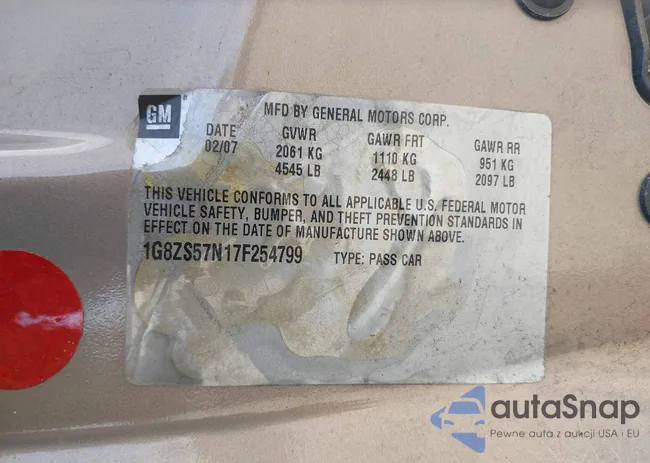 GM
MFD BY GENERAL MOTORS CORP.
DATE GVWR GAWR FRT GAWR RR
02/07 2061 KG 1110 KG 951 KG
4545 LB 2448 LB 2097 LB
THIS VEHICLE CONFORMS TO ALL APPLICABLE U.S. FEDERAL MOTOR
VEHICLE SAFETY, BUMPER, AND THEFT PREVENTION STANDARDS IN
EFFECT ON THE DATE OF MANUFACTURE SHOWN ABOVE.
1G8ZS57N17F254799 TYPE: PASS CAR
autaSnap
Pewne auta z aukcji USA i EU